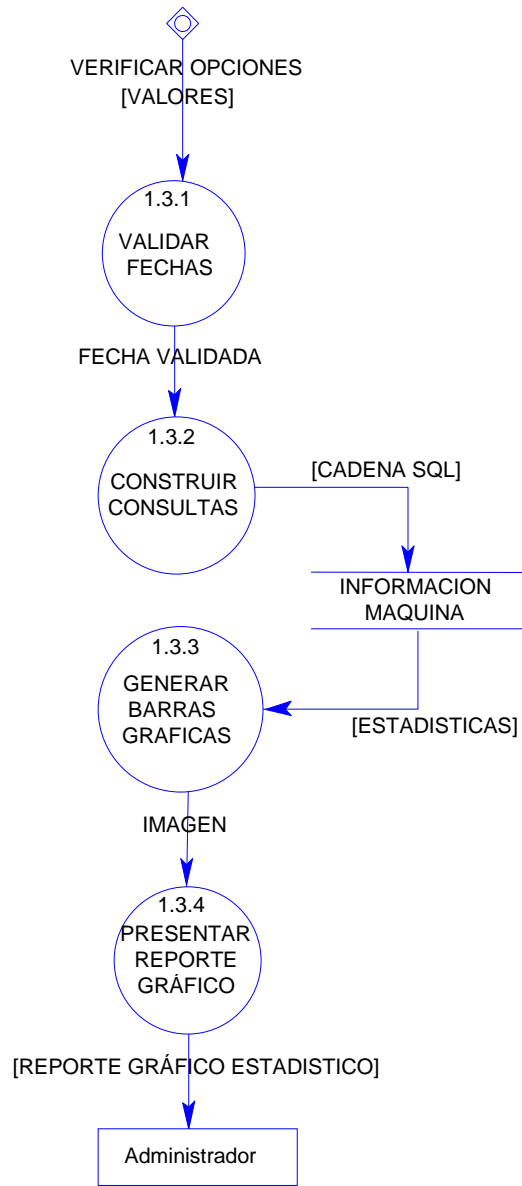 VERIFICAR OPCIONES
[VALORES]
1.3.1
VALIDAR
FECHAS
FECHA VALIDADA
1.3.2
CONSTRUIR
CONSULTAS
[CADENA SQL]
INFORMACION
MAQUINA
1.3.3
GENERAR
BARRAS
GRAFICAS
[ESTADISTICAS]
IMAGEN
1.3.4
PRESENTAR
REPORTE
GRÁFICO
[REPORTE GRÁFICO ESTADISTICO]
Administrador